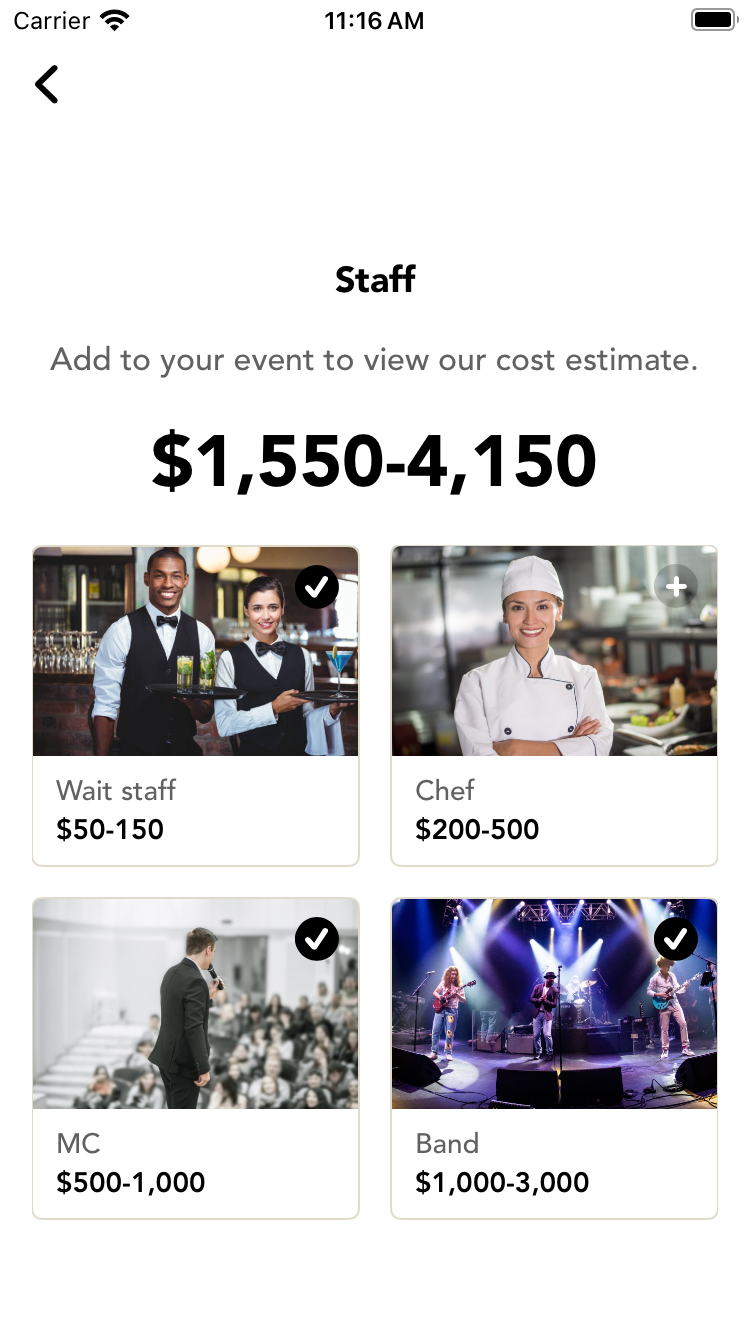 Carrier 11:16 AM
Staff
Add to your event to view our cost estimate.
$1,550-4,150
Wait staff
$50-150
Chef
$200-500
MC
$500-1,000
Band
$1,000-3,000